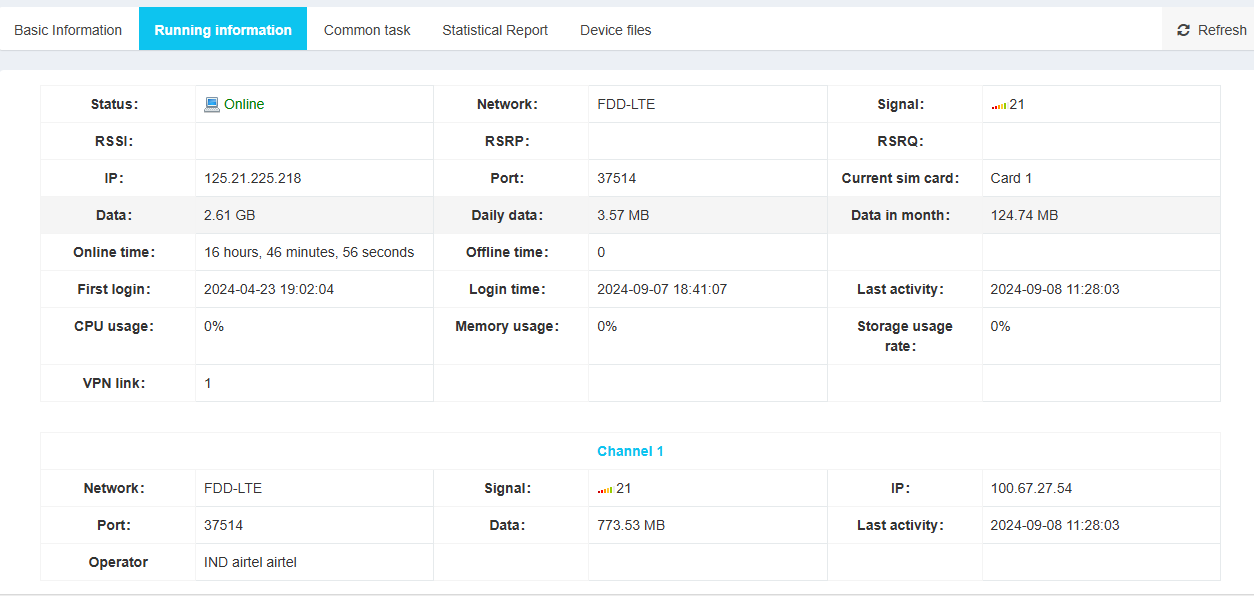 Basic Information Running information Common task Statistical Report Device files Refresh
Status: Online Network: FDD-LTE Signal: 21
RSSI: RSRP: RSRQ:
IP: 125.21.225.218 Port: 37514 Current sim card: Card 1
Data: 2.61 GB Daily data: 3.57 MB Data in month: 124.74 MB
Online time: 16 hours, 46 minutes, 56 seconds Offline time: 0
First login: 2024-04-23 19:02:04 Login time: 2024-09-07 18:41:07 Last activity: 2024-09-08 11:28:03
CPU usage: 0% Memory usage: 0% Storage usage rate: 0%
VPN link: 1
Channel 1
Network: FDD-LTE Signal: 21 IP: 100.67.27.54
Port: 37514 Data: 773.53 MB Last activity: 2024-09-08 11:28:03
Operator IND airtel airtel